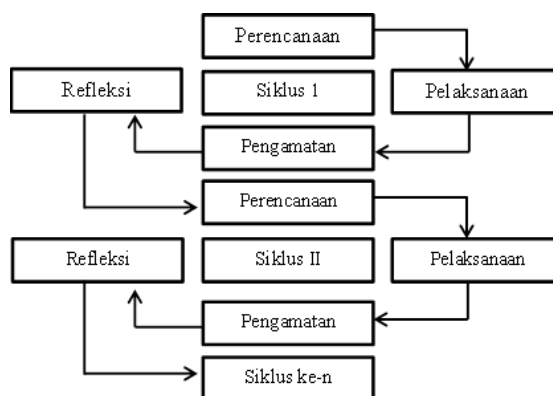 Perencanaan
Refleksi
Siklus 1
Pelaksanaan
Pengamatan
Perencanaan
Refleksi
Siklus II
Pelaksanaan
Pengamatan
Siklus ke-n